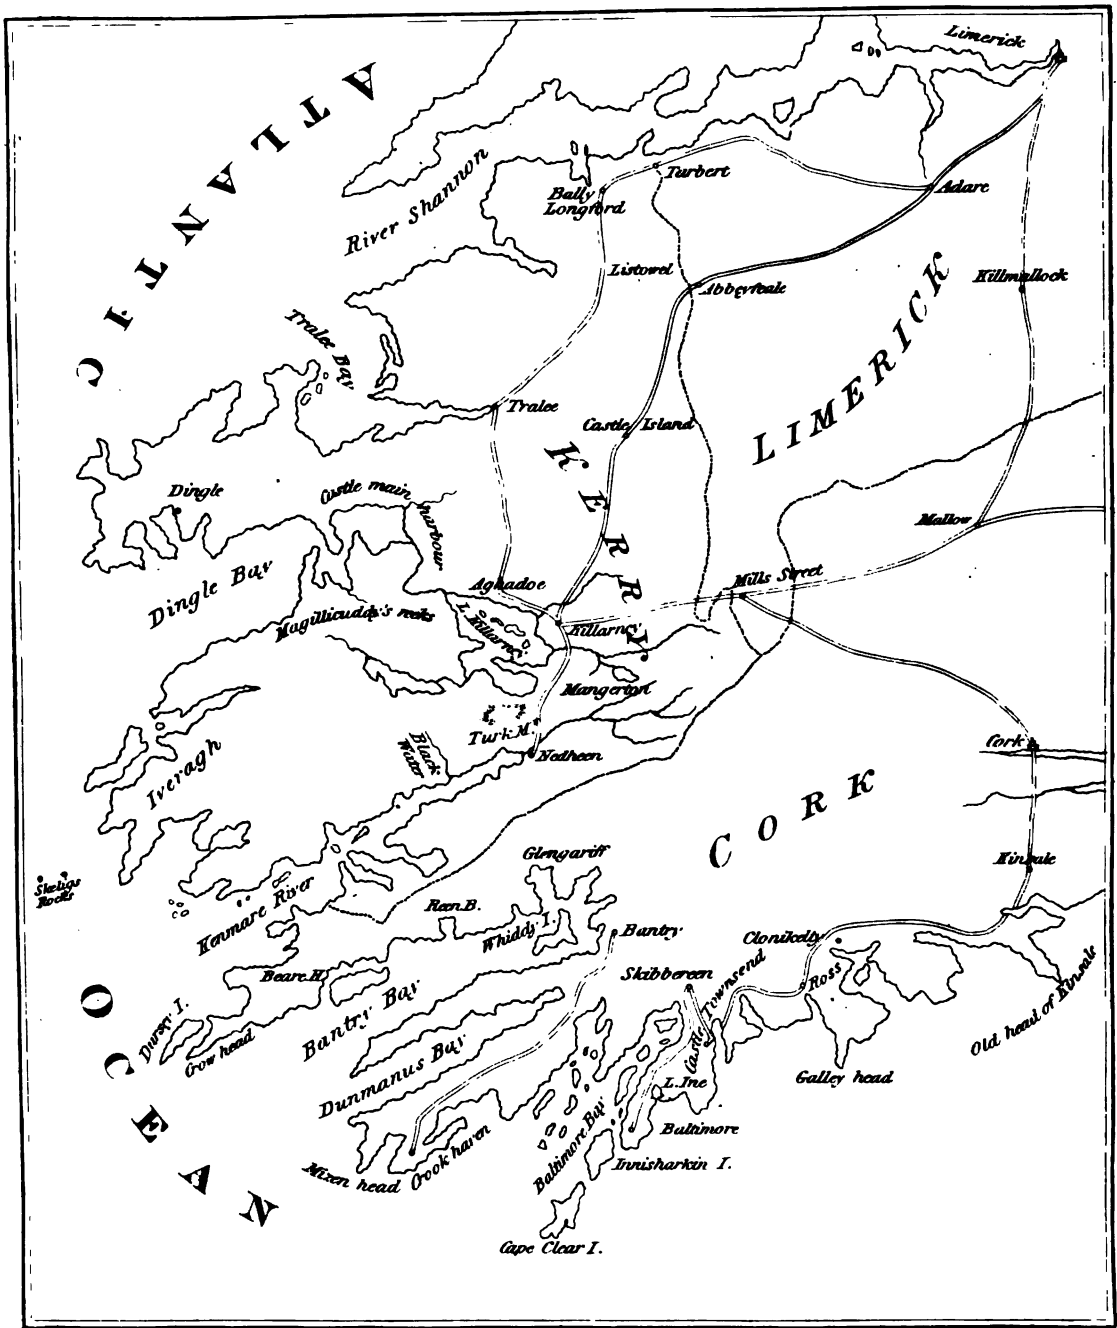 Limerick
ATLANTIC
River Shannon
Turbert
Bally
Longford
Adare
Listowel
Abbyfeale
Killmallock
LIMERICK
Tralee Bay
Tralee
Castle Island
KERRY
Dingle
Castle main harbour
Mallow
Dingle Bay
Aghadoe
Mills Street
Magillicuddy's reeks
L. Killarney.
Killarney
Mangerton
Turk M.
Black
Water
Nedheen
Cork
Iveragh
CORK
Glengariff
Kinsale
Skeligs
Rocks
Kenmare River
Reen B.
Whiddy I.
Bantry
Clonikelty
Skibbereen
Castle Townsend
Ross
Beare H.
Bantry Bay
Old head of Kinsale
OCEAN
Dursey I.
Crow head
Dunmanus Bay
Galley head
L. Ine
Baltimore Bay
Baltimore
Mizen head
Crook haven
Innisharkin I.
Cape Clear I.